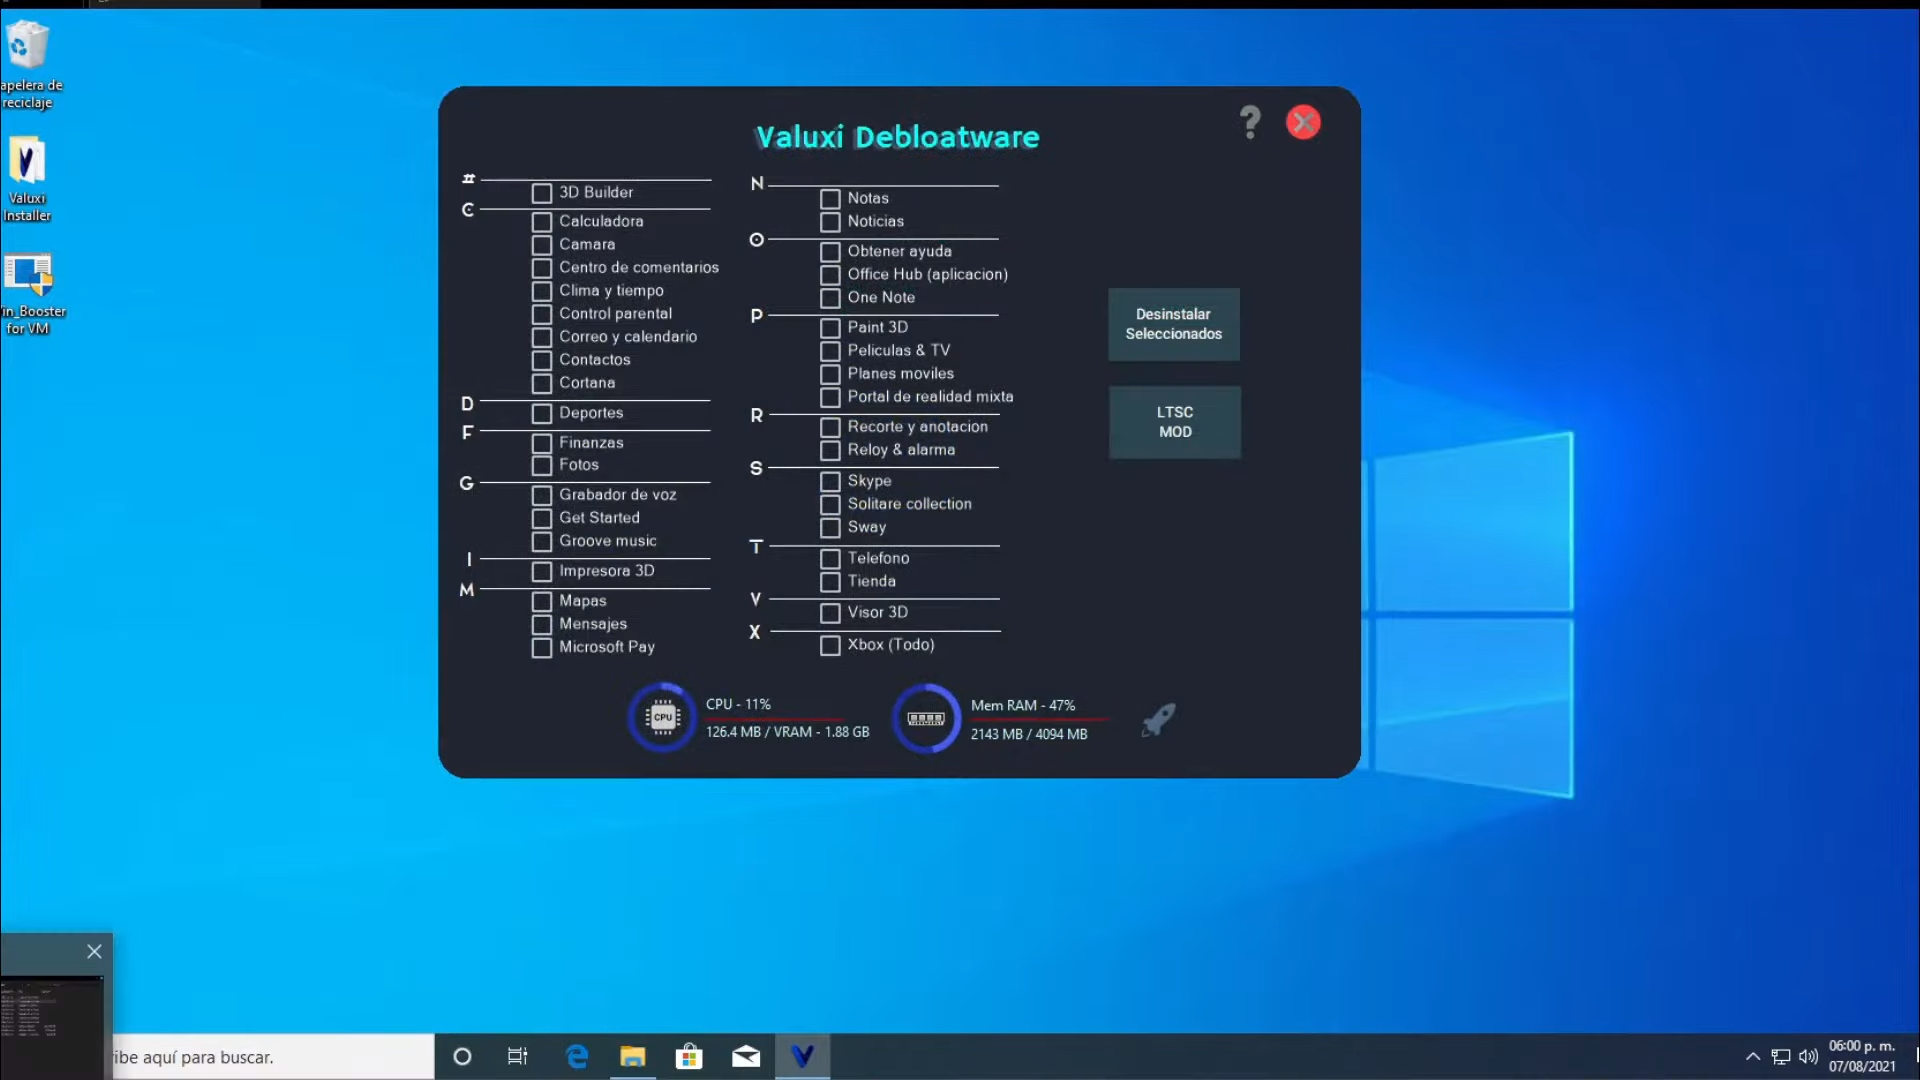 apelera de
reciclaje
Valuxi
Installer
in_Booster
for VM
Valuxi Debloatware
?
#
3D Builder
C
Calculadora
Camara
Centro de comentarios
Clima y tiempo
Control parental
Correo y calendario
Contactos
Cortana
D
Deportes
F
Finanzas
Fotos
G
Grabador de voz
Get Started
Groove music
I
Impresora 3D
M
Mapas
Mensajes
Microsoft Pay
N
Notas
Noticias
O
Obtener ayuda
Office Hub (aplicacion)
One Note
P
Paint 3D
Peliculas & TV
Planes moviles
Portal de realidad mixta
R
Recorte y anotacion
Reloy & alarma
S
Skype
Solitare collection
Sway
T
Telefono
Tienda
V
Visor 3D
X
Xbox (Todo)
Desinstalar
Seleccionados
LTSC
MOD
CPU
CPU - 11%
126.4 MB / VRAM - 1.88 GB
Mem RAM - 47%
2143 MB / 4094 MB
ribe aquí para buscar.
06:00 p. m.
07/08/2021